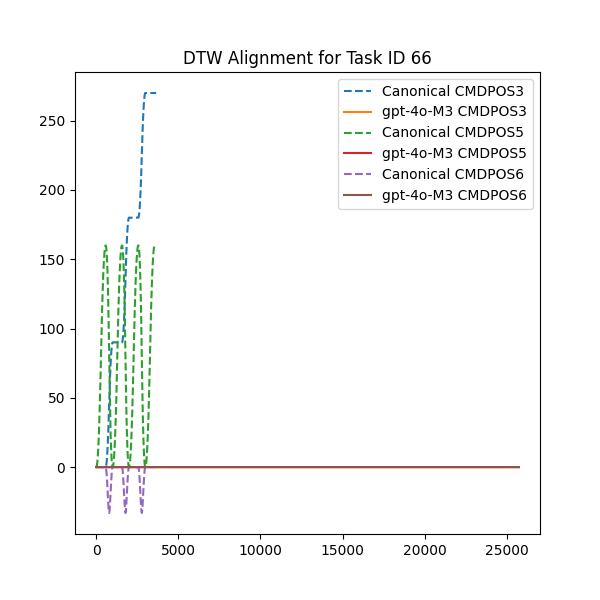 DTW Alignment for Task ID 66
Canonical CMDPOS3
gpt-4o-M3 CMDPOS3
Canonical CMDPOS5
gpt-4o-M3 CMDPOS5
Canonical CMDPOS6
gpt-4o-M3 CMDPOS6
250
200
150
100
50
0
0 5000 10000 15000 20000 25000